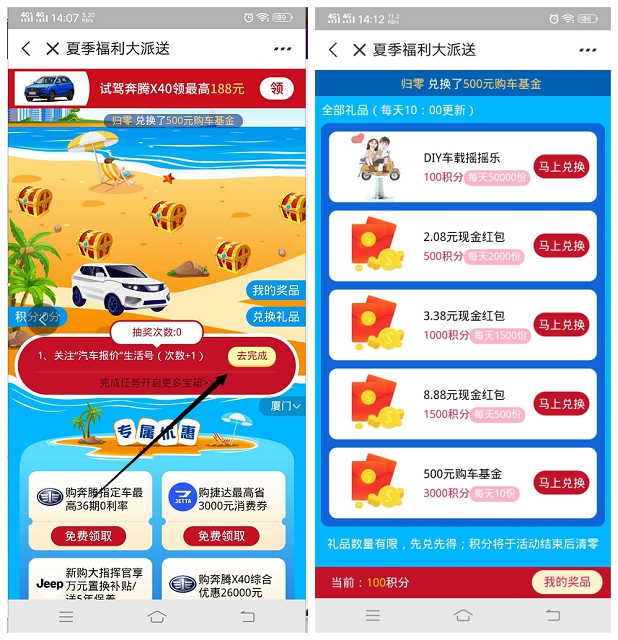 4G 4G 14:07 5.20 KB/s 39
夏季福利大派送
试驾奔腾X40领最高188元
领
归零 兑换了500元购车基金
我的奖品
积分:0分
兑换礼品
抽奖次数:0
1、关注“汽车报价”生活号（次数+1）
去完成
完成任务开启更多宝箱>>
厦门
专属优惠
购奔腾指定车最高36期0利率
免费领取
JETTA
购捷达最高省3000元消费券
免费领取
Jeep
新购大指挥官享万元置换补贴/送5年保养
购奔腾X40综合优惠26000元
4G 4G 14:12 11.2 KB/s 36
夏季福利大派送
归零 兑换了500元购车基金
全部礼品（每天10：00更新）
DIY车载摇摇乐
100积分 每天50000份
马上兑换
2.08元现金红包
500积分 每天2000份
马上兑换
3.38元现金红包
1000积分 每天1500份
马上兑换
8.88元现金红包
1500积分 每天500份
马上兑换
500元购车基金
3000积分 每天10份
马上兑换
礼品数量有限，先兑先得；积分将于活动结束后清零
当前：100积分
我的奖品